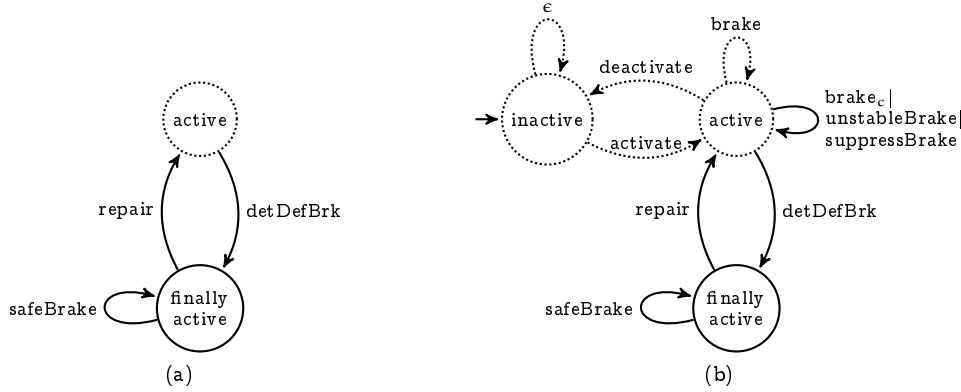 active
repair
detDefBrk
safeBrake
finally
active
(a)
ϵ
brake
deactivate
inactive
active
brake_c|
unstableBrake|
suppressBrake
activate
repair
detDefBrk
safeBrake
finally
active
(b)